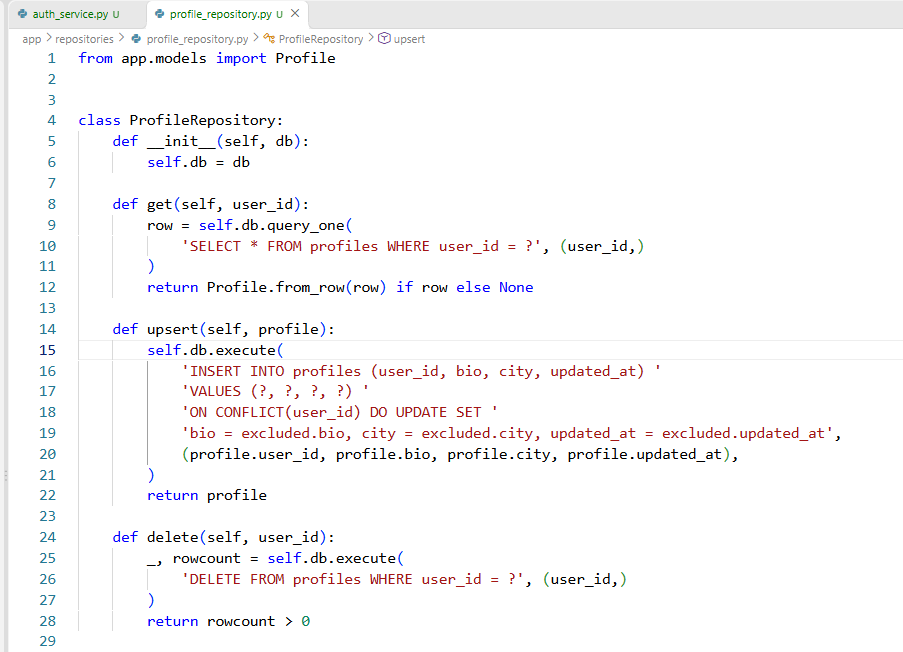 auth_service.py U profile_repository.py U
app > repositories > profile_repository.py > ProfileRepository > upsert
1 from app.models import Profile
2
3
4 class ProfileRepository:
5     def __init__(self, db):
6         self.db = db
7
8     def get(self, user_id):
9         row = self.db.query_one(
10             'SELECT * FROM profiles WHERE user_id = ?', (user_id,)
11         )
12         return Profile.from_row(row) if row else None
13
14     def upsert(self, profile):
15         self.db.execute(
16             'INSERT INTO profiles (user_id, bio, city, updated_at) '
17             'VALUES (?, ?, ?, ?) '
18             'ON CONFLICT(user_id) DO UPDATE SET '
19             'bio = excluded.bio, city = excluded.city, updated_at = excluded.updated_at',
20             (profile.user_id, profile.bio, profile.city, profile.updated_at),
21         )
22         return profile
23
24     def delete(self, user_id):
25         _, rowcount = self.db.execute(
26             'DELETE FROM profiles WHERE user_id = ?', (user_id,)
27         )
28         return rowcount > 0
29